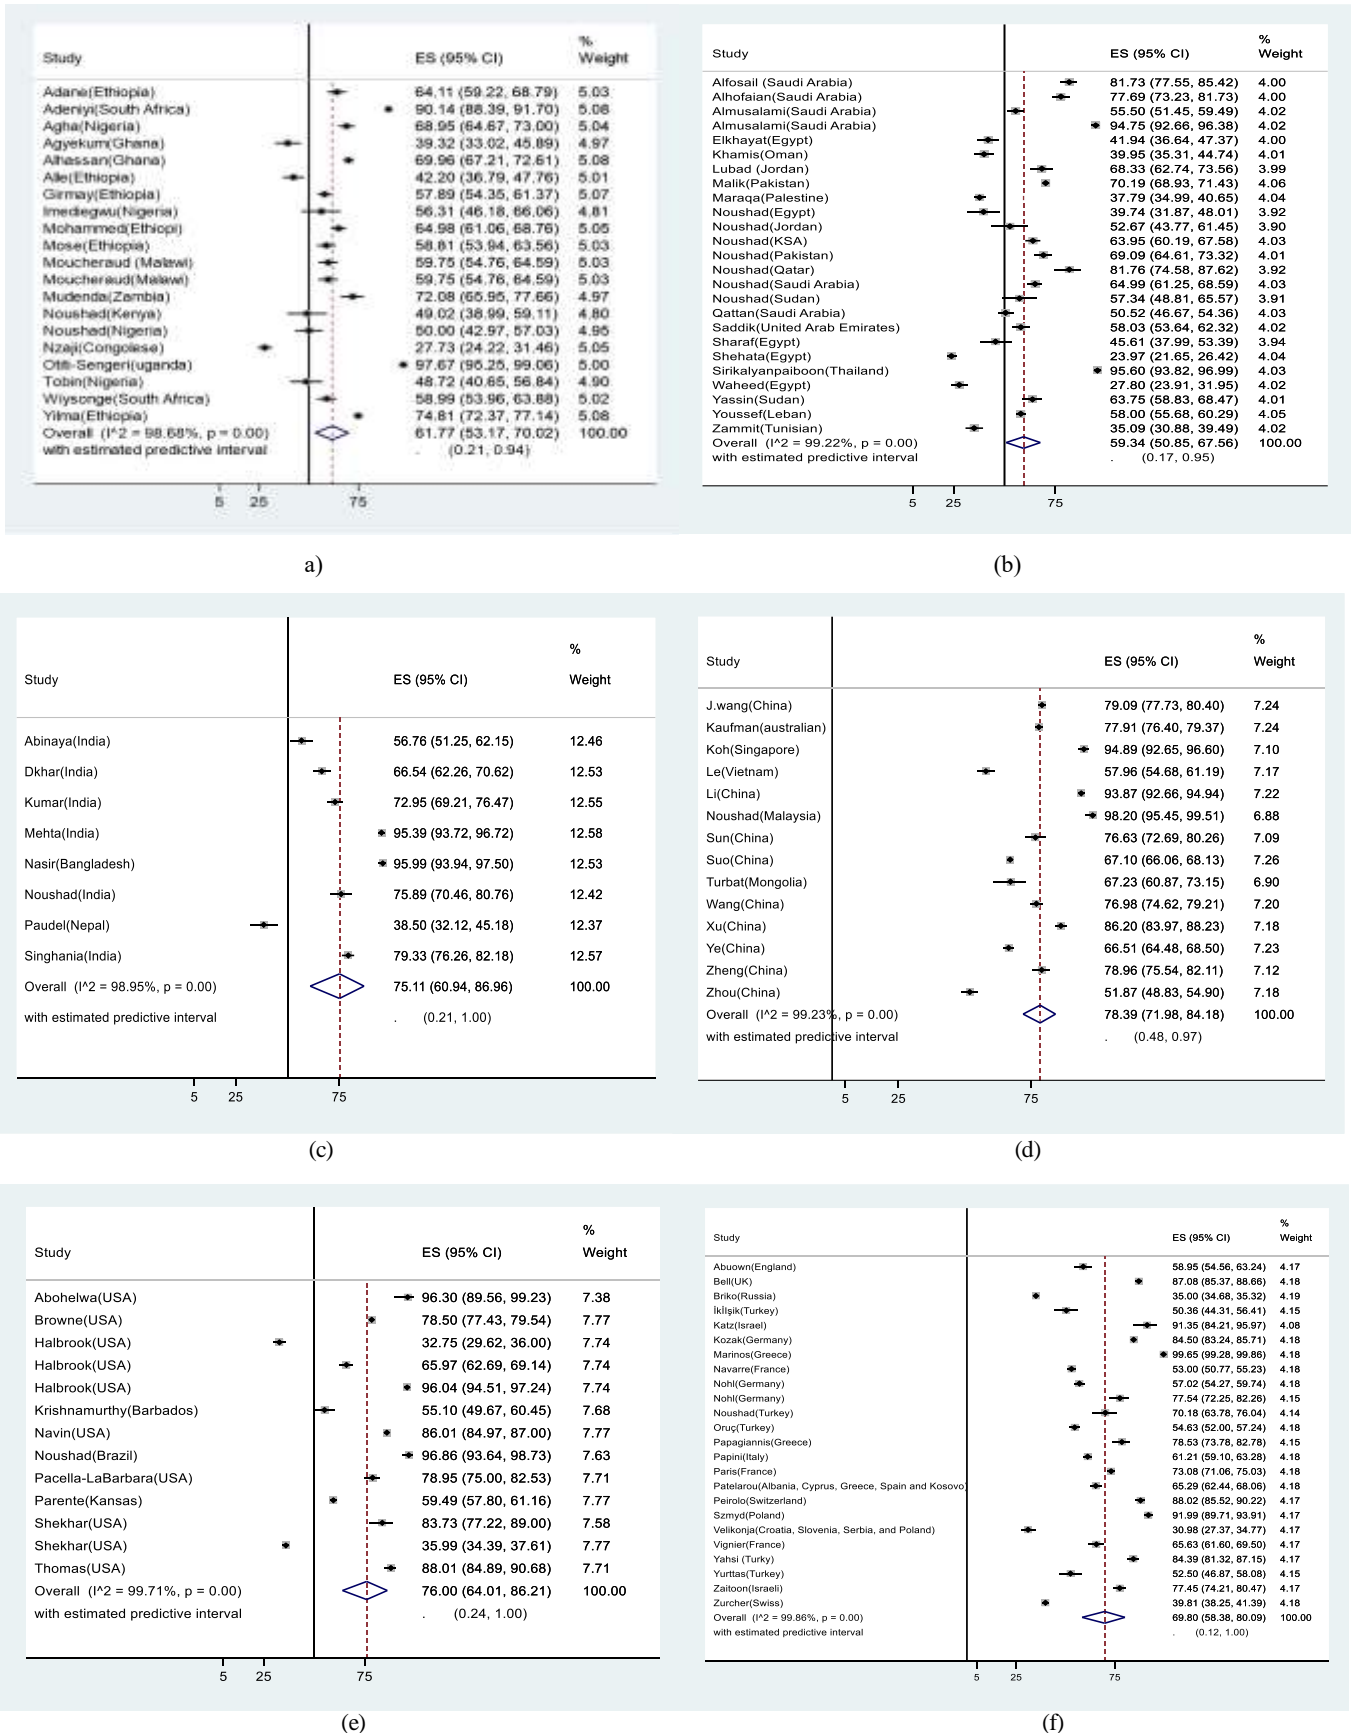 %
Study ES (95% CI) Weight
Adane(Ethiopia) 64.11 (59.22, 68.79) 5.03
Adeniyi(South Africa) 90.14 (88.39, 91.70) 5.08
Agha(Nigeria) 68.95 (64.67, 73.00) 5.04
Agyekum(Ghana) 39.32 (33.02, 45.89) 4.97
Alhassan(Ghana) 69.96 (67.21, 72.61) 5.08
Alle(Ethiopia) 42.20 (36.79, 47.76) 5.01
Girmay(Ethiopia) 57.89 (54.35, 61.37) 5.07
Imediegwu(Nigeria) 56.31 (46.18, 66.06) 4.81
Mohammed(Ethiopi) 64.98 (61.06, 68.76) 5.05
Mose(Ethiopia) 58.81 (53.94, 63.56) 5.03
Moucheraud (Malawi) 59.75 (54.76, 64.59) 5.03
Moucheraud(Malawi) 59.75 (54.76, 64.59) 5.03
Mudenda(Zambia) 72.08 (65.95, 77.66) 4.97
Noushad(Kenya) 49.02 (38.99, 59.11) 4.80
Noushad(Nigeria) 50.00 (42.97, 57.03) 4.95
Nzaji(Congolese) 27.73 (24.22, 31.46) 5.05
Otiti-Sengeri(uganda) 97.67 (95.25, 99.06) 5.00
Tobin(Nigeria) 48.72 (40.65, 56.84) 4.90
Wiysonge(South Africa) 58.99 (53.96, 63.88) 5.02
Yilma(Ethiopia) 74.81 (72.37, 77.14) 5.08
Overall (I^2 = 98.68%, p = 0.00) 61.77 (53.17, 70.02) 100.00
with estimated predictive interval . (0.21, 0.94)
5 25 75
a)
%
Study ES (95% CI) Weight
Alfosail (Saudi Arabia) 81.73 (77.55, 85.42) 4.00
Alhofaian(Saudi Arabia) 77.69 (73.23, 81.73) 4.00
Almusalami(Saudi Arabia) 55.50 (51.45, 59.49) 4.02
Almusalami(Saudi Arabia) 94.75 (92.66, 96.38) 4.02
Elkhayat(Egypt) 41.94 (36.64, 47.37) 4.00
Khamis(Oman) 39.95 (35.31, 44.74) 4.01
Lubad (Jordan) 68.33 (62.74, 73.56) 3.99
Malik(Pakistan) 70.19 (68.93, 71.43) 4.06
Maraqa(Palestine) 37.79 (34.99, 40.65) 4.04
Noushad(Egypt) 39.74 (31.87, 48.01) 3.92
Noushad(Jordan) 52.67 (43.77, 61.45) 3.90
Noushad(KSA) 63.95 (60.19, 67.58) 4.03
Noushad(Pakistan) 69.09 (64.61, 73.32) 4.01
Noushad(Qatar) 81.76 (74.58, 87.62) 3.92
Noushad(Saudi Arabia) 64.99 (61.25, 68.59) 4.03
Noushad(Sudan) 57.34 (48.81, 65.57) 3.91
Qattan(Saudi Arabia) 50.52 (46.67, 54.36) 4.03
Saddik(United Arab Emirates) 58.03 (53.64, 62.32) 4.02
Sharaf(Egypt) 45.61 (37.99, 53.39) 3.94
Shehata(Egypt) 23.97 (21.65, 26.42) 4.04
Sirikalyanpaiboon(Thailand) 95.60 (93.82, 96.99) 4.03
Waheed(Egypt) 27.80 (23.91, 31.95) 4.02
Yassin(Sudan) 63.75 (58.83, 68.47) 4.01
Youssef(Leban) 58.00 (55.68, 60.29) 4.05
Zammit(Tunisian) 35.09 (30.88, 39.49) 4.02
Overall (I^2 = 99.22%, p = 0.00) 59.34 (50.85, 67.56) 100.00
with estimated predictive interval . (0.17, 0.95)
5 25 75
(b)
%
Study ES (95% CI) Weight
Abinaya(India) 56.76 (51.25, 62.15) 12.46
Dkhar(India) 66.54 (62.26, 70.62) 12.53
Kumar(India) 72.95 (69.21, 76.47) 12.55
Mehta(India) 95.39 (93.72, 96.72) 12.58
Nasir(Bangladesh) 95.99 (93.94, 97.50) 12.53
Noushad(India) 75.89 (70.46, 80.76) 12.42
Paudel(Nepal) 38.50 (32.12, 45.18) 12.37
Singhania(India) 79.33 (76.26, 82.18) 12.57
Overall (I^2 = 98.95%, p = 0.00) 75.11 (60.94, 86.96) 100.00
with estimated predictive interval . (0.21, 1.00)
5 25 75
(c)
%
Study ES (95% CI) Weight
J.wang(China) 79.09 (77.73, 80.40) 7.24
Kaufman(australian) 77.91 (76.40, 79.37) 7.24
Koh(Singapore) 94.89 (92.65, 96.60) 7.10
Le(Vietnam) 57.96 (54.68, 61.19) 7.17
Li(China) 93.87 (92.66, 94.94) 7.22
Noushad(Malaysia) 98.20 (95.45, 99.51) 6.88
Sun(China) 76.63 (72.69, 80.26) 7.09
Suo(China) 67.10 (66.06, 68.13) 7.26
Turbat(Mongolia) 67.23 (60.87, 73.15) 6.90
Wang(China) 76.98 (74.62, 79.21) 7.20
Xu(China) 86.20 (83.97, 88.23) 7.18
Ye(China) 66.51 (64.48, 68.50) 7.23
Zheng(China) 78.96 (75.54, 82.11) 7.12
Zhou(China) 51.87 (48.83, 54.90) 7.18
Overall (I^2 = 99.23%, p = 0.00) 78.39 (71.98, 84.18) 100.00
with estimated predictive interval . (0.48, 0.97)
5 25 75
(d)
%
Study ES (95% CI) Weight
Abohelwa(USA) 96.30 (89.56, 99.23) 7.38
Browne(USA) 78.50 (77.43, 79.54) 7.77
Halbrook(USA) 32.75 (29.62, 36.00) 7.74
Halbrook(USA) 65.97 (62.69, 69.14) 7.74
Halbrook(USA) 96.04 (94.51, 97.24) 7.74
Krishnamurthy(Barbados) 55.10 (49.67, 60.45) 7.68
Navin(USA) 86.01 (84.97, 87.00) 7.77
Noushad(Brazil) 96.86 (93.64, 98.73) 7.63
Pacella-LaBarbara(USA) 78.95 (75.00, 82.53) 7.71
Parente(Kansas) 59.49 (57.80, 61.16) 7.77
Shekhar(USA) 83.73 (77.22, 89.00) 7.58
Shekhar(USA) 35.99 (34.39, 37.61) 7.77
Thomas(USA) 88.01 (84.89, 90.68) 7.71
Overall (I^2 = 99.71%, p = 0.00) 76.00 (64.01, 86.21) 100.00
with estimated predictive interval . (0.24, 1.00)
5 25 75
(e)
%
Study ES (95% CI) Weight
Abuown(England) 58.95 (54.56, 63.24) 4.17
Bell(UK) 87.08 (85.37, 88.66) 4.18
Briko(Russia) 35.00 (34.68, 35.32) 4.19
İkİIşik(Turkey) 50.36 (44.31, 56.41) 4.15
Katz(Israel) 91.35 (84.21, 95.97) 4.08
Kozak(Germany) 84.50 (83.24, 85.71) 4.18
Marinos(Greece) 99.65 (99.28, 99.86) 4.18
Navarre(France) 53.00 (50.77, 55.23) 4.18
Nohl(Germany) 57.02 (54.27, 59.74) 4.18
Nohl(Germany) 77.54 (72.25, 82.26) 4.15
Noushad(Turkey) 70.18 (63.78, 76.04) 4.14
Oruç(Turkey) 54.63 (52.00, 57.24) 4.18
Papagiannis(Greece) 78.53 (73.78, 82.78) 4.15
Papini(Italy) 61.21 (59.10, 63.28) 4.18
Paris(France) 73.08 (71.06, 75.03) 4.18
Patelarou(Albania, Cyprus, Greece, Spain and Kosovo) 65.29 (62.44, 68.06) 4.18
Peirolo(Switzerland) 88.02 (85.52, 90.22) 4.17
Szmyd(Poland) 91.99 (89.71, 93.91) 4.17
Velikonja(Croatia, Slovenia, Serbia, and Poland) 30.98 (27.37, 34.77) 4.17
Vignier(France) 65.63 (61.60, 69.50) 4.17
Yahsi (Turky) 84.39 (81.32, 87.15) 4.17
Yurttas(Turkey) 52.50 (46.87, 58.08) 4.15
Zaitoon(Israeli) 77.45 (74.21, 80.47) 4.17
Zurcher(Swiss) 39.81 (38.25, 41.39) 4.18
Overall (I^2 = 99.86%, p = 0.00) 69.80 (58.38, 80.09) 100.00
with estimated predictive interval . (0.12, 1.00)
5 25 75
(f)